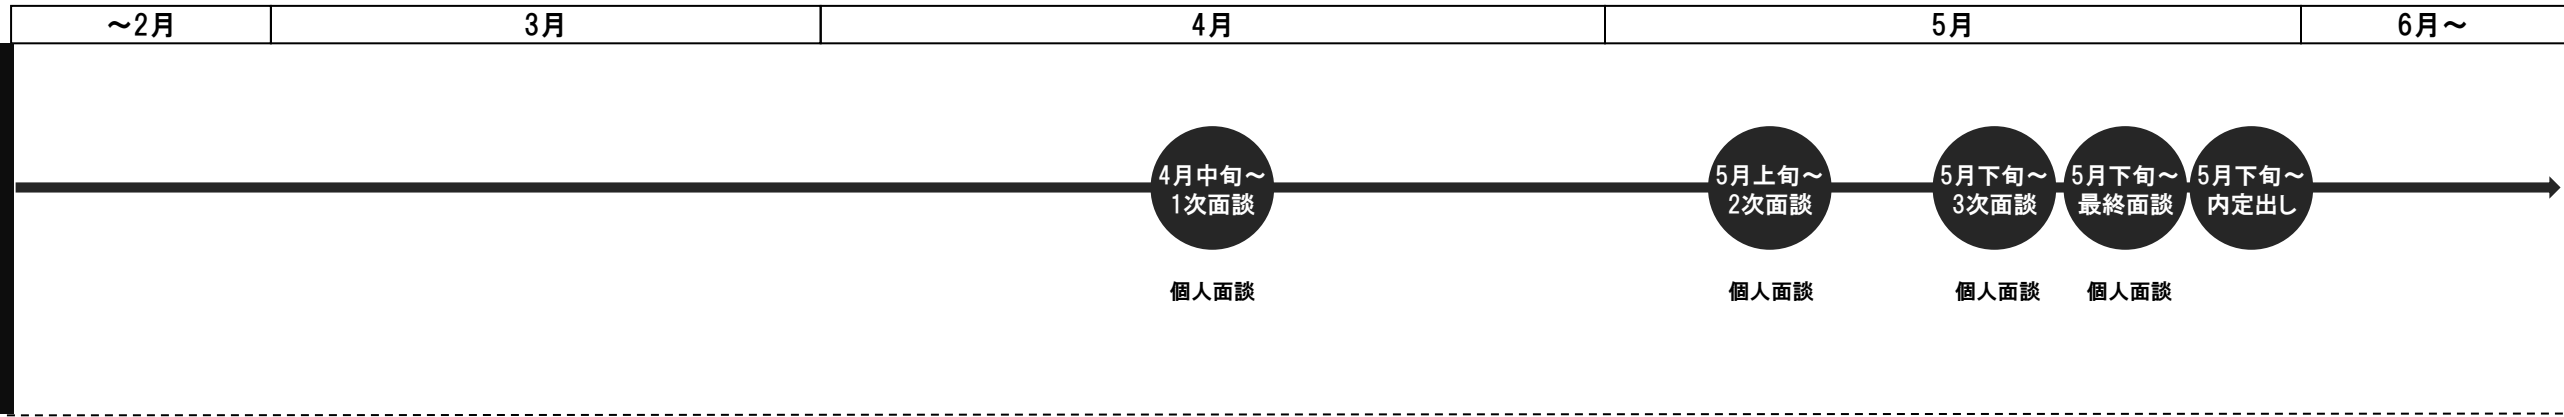 ～2月 3月 4月 5月 6月～
4月中旬～
1次面談
5月上旬～
2次面談
5月下旬～
3次面談
5月下旬～
最終面談
5月下旬～
内定出し
個人面談 個人面談 個人面談 個人面談